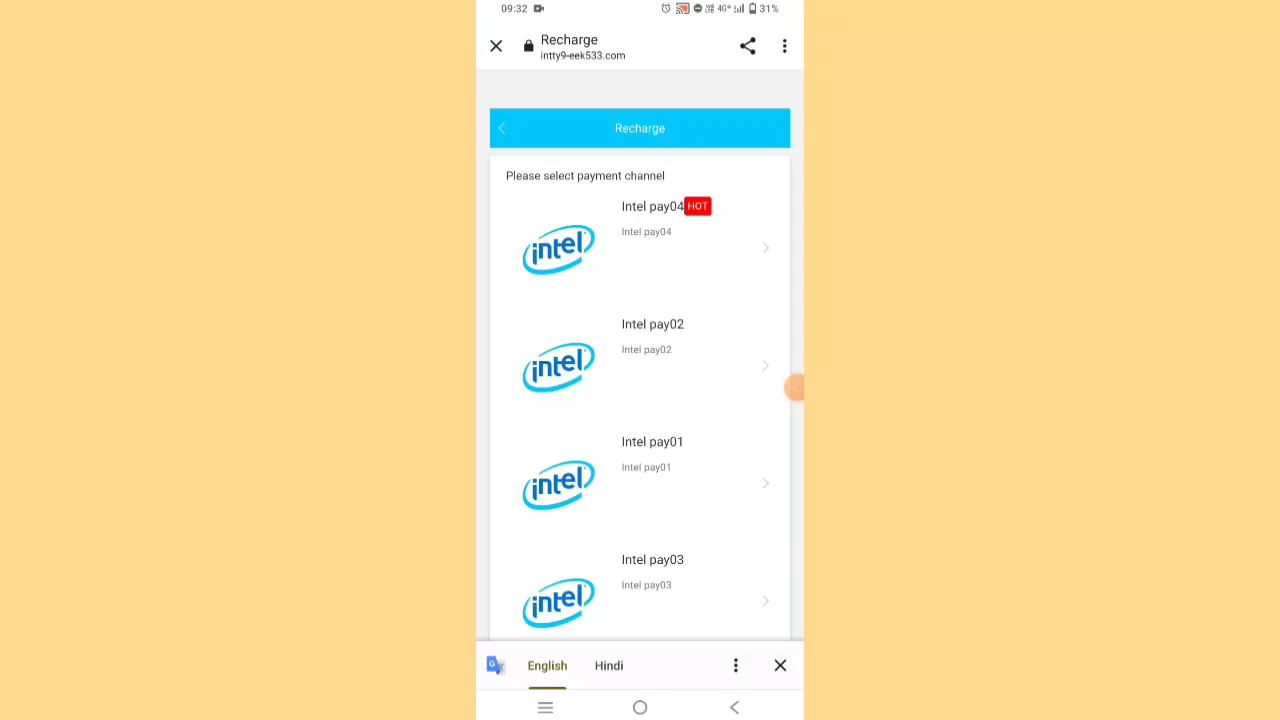 09:32 4G+ 31%
Recharge
intty9-eek533.com
Recharge
Please select payment channel
Intel pay04 HOT
Intel pay04
intel
Intel pay02
Intel pay02
intel
Intel pay01
Intel pay01
intel
Intel pay03
Intel pay03
intel
English Hindi